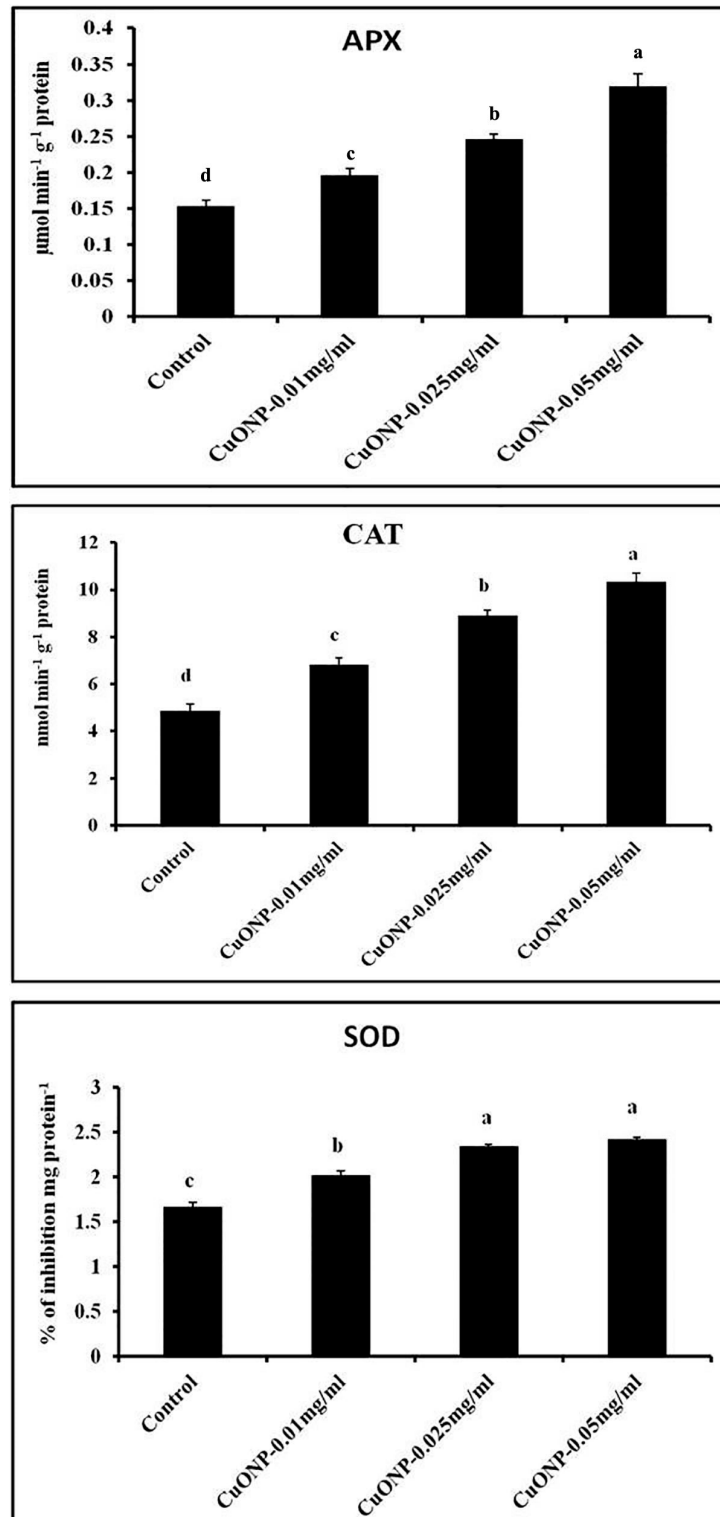 APX
µmol min⁻¹ g⁻¹ protein
0.4
0.35
0.3
0.25
0.2
0.15
0.1
0.05
0
d
c
b
a
Control
CuONP-0.01mg/ml
CuONP-0.025mg/ml
CuONP-0.05mg/ml
CAT
nmol min⁻¹ g⁻¹ protein
12
10
8
6
4
2
0
d
c
b
a
Control
CuONP-0.01mg/ml
CuONP-0.025mg/ml
CuONP-0.05mg/ml
SOD
% of inhibition mg protein⁻¹
3
2.5
2
1.5
1
0.5
0
c
b
a
a
Control
CuONP-0.01mg/ml
CuONP-0.025mg/ml
CuONP-0.05mg/ml